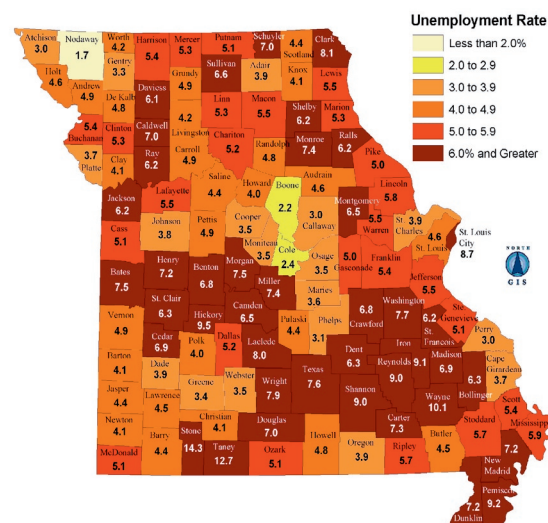 Unemployment Rate
Less than 2.0%
2.0 to 2.9
3.0 to 3.9
4.0 to 4.9
5.0 to 5.9
6.0% and Greater
Atchison
3.0
Nodaway
1.7
Worth
4.2
Harrison
5.4
Mercer
5.3
Putnam
5.1
Schuyler
7.0
4.4
Scotland
Clark
8.1
Holt
4.6
Andrew
4.9
Gentry
3.3
De Kalb
4.8
Daviess
6.1
Grundy
4.9
Sullivan
6.6
Adair
3.9
Knox
4.1
Lewis
5.5
5.4
Buchanan
Clinton
5.3
Caldwell
7.0
4.2
Livingston
Linn
5.3
Macon
5.5
Shelby
6.2
Marion
5.3
3.7
Platte
Clay
4.1
Ray
6.2
Carroll
4.9
Chariton
5.2
Randolph
4.8
Monroe
7.4
Ralls
6.2
Pike
5.0
Jackson
6.2
Lafayette
5.5
Saline
4.4
Howard
4.0
Boone
2.2
Audrain
4.6
3.0
Callaway
Montgomery
6.5
Lincoln
5.8
5.5
Warren
St.
Charles
3.9
4.6
St. Louis
St. Louis
City
8.7
Cass
5.1
Johnson
3.8
Pettis
4.9
Cooper
3.5
Moniteau
3.5
Cole
2.4
Osage
3.5
5.0
Gasconade
Franklin
5.4
Jefferson
5.5
NORTH
GIS
Bates
7.5
Henry
7.2
Benton
6.8
Morgan
7.5
Miller
7.4
Maries
3.6
6.8
Crawford
Washington
7.7
6.2
St.
Francois
Ste.
Genevieve
5.1
Perry
3.0
Vernon
4.9
St. Clair
6.3
Hickory
9.5
Camden
6.5
Pulaski
4.4
Phelps
3.1
Dent
6.3
Iron
9.1
Reynolds
9.0
Madison
6.9
Cape
Girardeau
3.7
6.3
Bollinger
Barton
4.1
Cedar
6.9
Polk
4.0
Dallas
5.2
Laclede
8.0
Texas
7.6
Shannon
9.0
Wayne
10.1
Scott
5.4
Jasper
4.4
Dade
3.9
Greene
3.4
Webster
3.5
Wright
7.9
Carter
7.3
Stoddard
5.7
Mississippi
5.9
Newton
4.1
Lawrence
4.5
Christian
4.1
Douglas
7.0
Howell
4.8
Oregon
3.9
Ripley
5.7
Butler
4.5
7.2
New
Madrid
McDonald
5.1
Barry
4.4
Stone
14.3
Taney
12.7
Ozark
5.1
7.2
Dunklin
Pemiscot
9.2